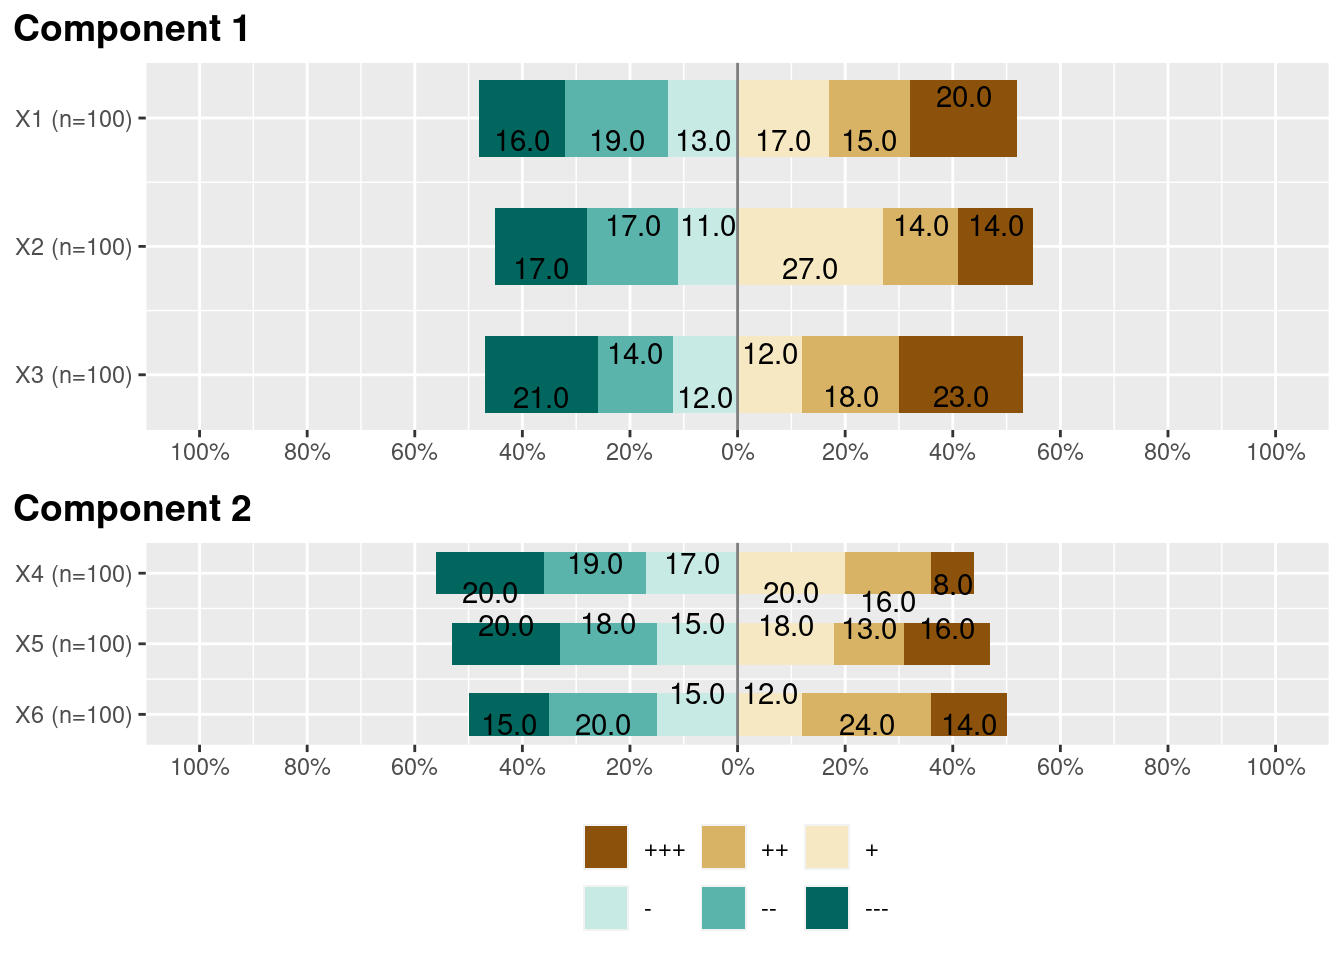 Component 1
20.0
X1 (n=100)
16.0 19.0 13.0 17.0 15.0
17.0 11.0 14.0 14.0
X2 (n=100)
17.0 27.0
14.0 12.0
X3 (n=100)
21.0 12.0 18.0 23.0
100% 80% 60% 40% 20% 0% 20% 40% 60% 80% 100%
Component 2
19.0 17.0
X4 (n=100)
20.0 20.0 16.0 8.0
20.0 18.0 15.0 18.0 13.0 16.0
X5 (n=100)
15.0 12.0
X6 (n=100)
15.0 20.0 24.0 14.0
100% 80% 60% 40% 20% 0% 20% 40% 60% 80% 100%
+++ ++ +
- -- ---